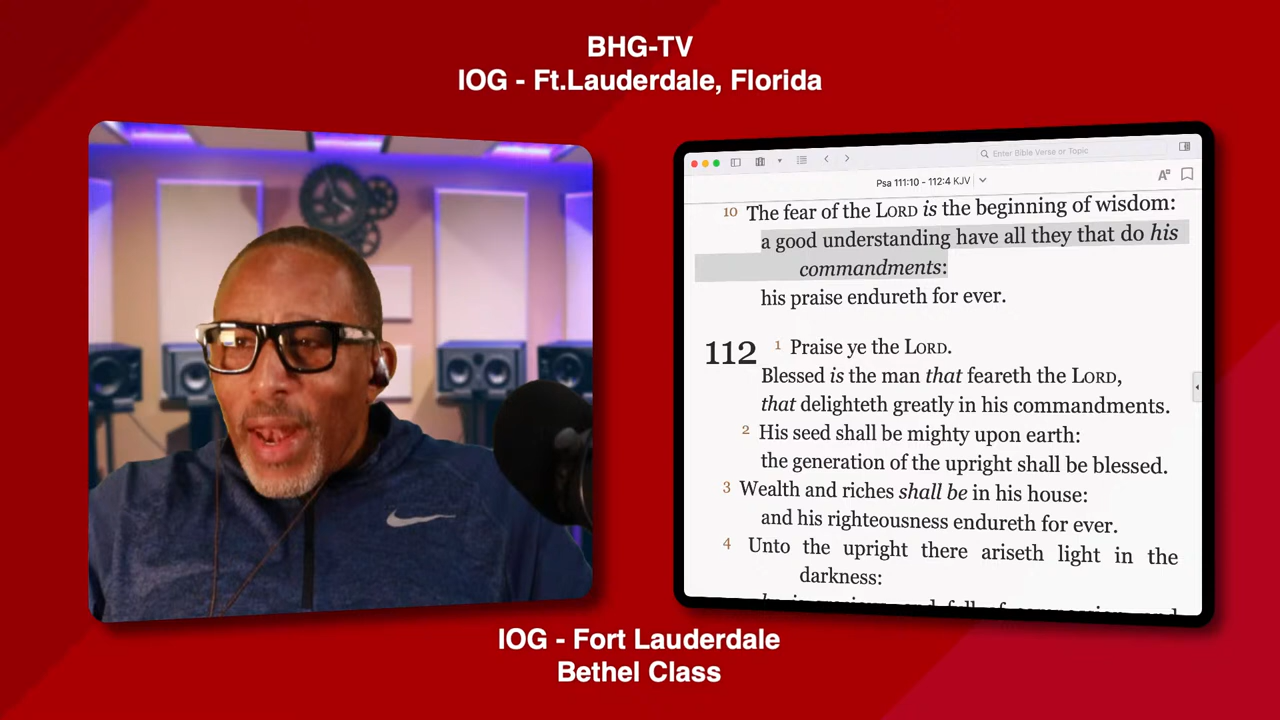 BHG-TV
IOG - Ft.Lauderdale, Florida
Enter Bible Verse or Topic
Psa 111:10 - 112:4 KJV
10 The fear of the LORD is the beginning of wisdom:
a good understanding have all they that do his
commandments:
his praise endureth for ever.
112 1 Praise ye the LORD.
Blessed is the man that feareth the LORD,
that delighteth greatly in his commandments.
2 His seed shall be mighty upon earth:
the generation of the upright shall be blessed.
3 Wealth and riches shall be in his house:
and his righteousness endureth for ever.
4 Unto the upright there ariseth light in the
darkness:
IOG - Fort Lauderdale
Bethel Class